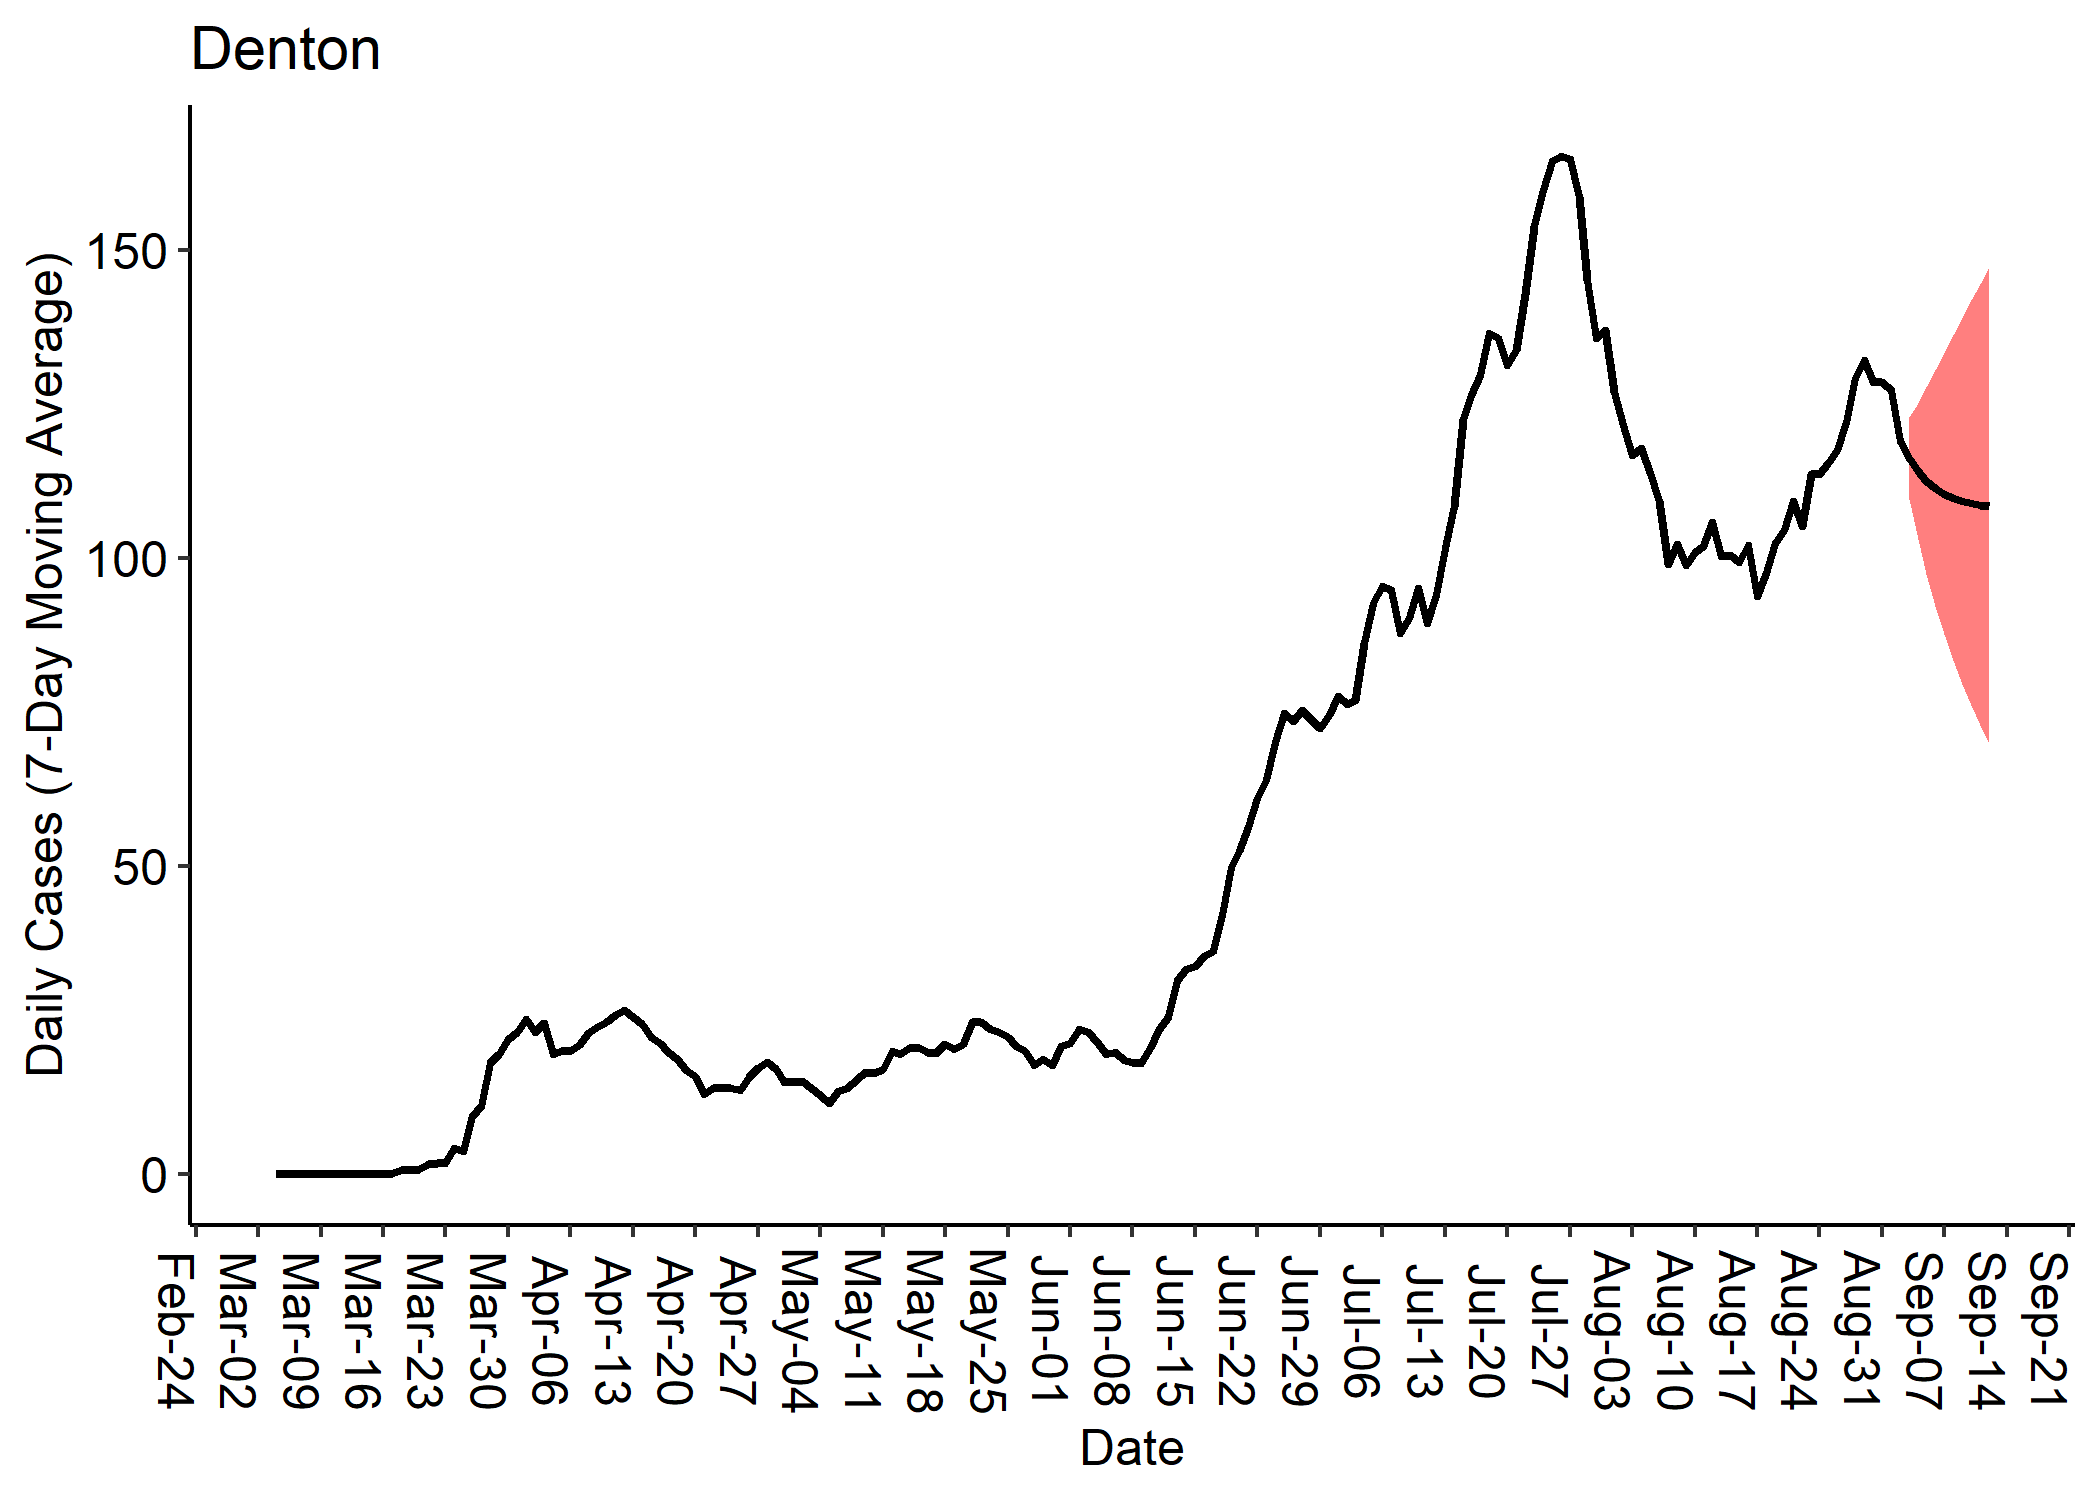 Denton
Daily Cases (7-Day Moving Average)
150
100
50
0
Feb-24
Mar-02
Mar-09
Mar-16
Mar-23
Mar-30
Apr-06
Apr-13
Apr-20
Apr-27
May-04
May-11
May-18
May-25
Jun-01
Jun-08
Jun-15
Jun-22
Jun-29
Jul-06
Jul-13
Jul-20
Jul-27
Aug-03
Aug-10
Aug-17
Aug-24
Aug-31
Sep-07
Sep-14
Sep-21
Date